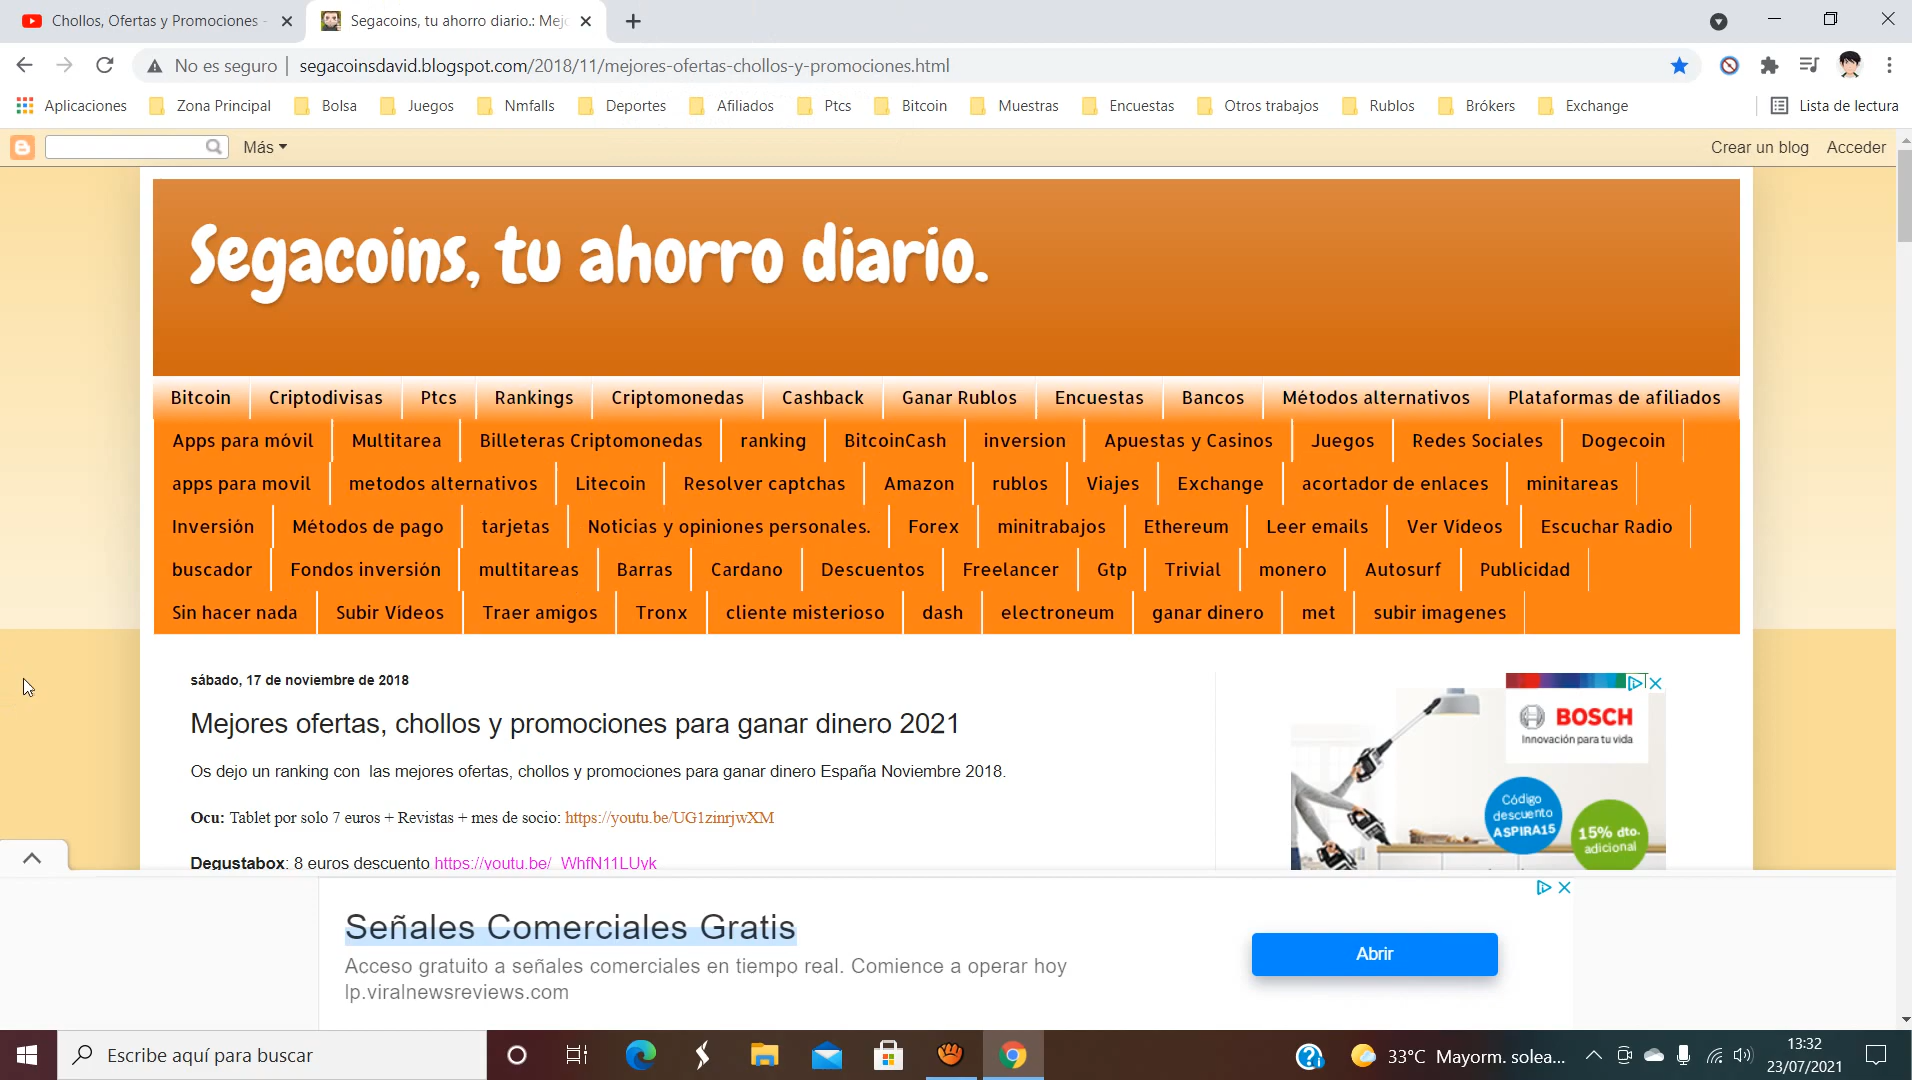 Chollos, Ofertas y Promociones -
Segacoins, tu ahorro diario.: Mejo
No es seguro
segacoinsdavid.blogspot.com/2018/11/mejores-ofertas-chollos-y-promociones.html
Aplicaciones Zona Principal Bolsa Juegos Nmfalls Deportes Afiliados Ptcs Bitcoin Muestras Encuestas Otros trabajos Rublos Brókers Exchange Lista de lectura
Más Crear un blog Acceder
Segacoins, tu ahorro diario.
Bitcoin Criptodivisas Ptcs Rankings Criptomonedas Cashback Ganar Rublos Encuestas Bancos Métodos alternativos Plataformas de afiliados
Apps para móvil Multitarea Billeteras Criptomonedas ranking BitcoinCash inversion Apuestas y Casinos Juegos Redes Sociales Dogecoin
apps para movil metodos alternativos Litecoin Resolver captchas Amazon rublos Viajes Exchange acortador de enlaces minitareas
Inversión Métodos de pago tarjetas Noticias y opiniones personales. Forex minitrabajos Ethereum Leer emails Ver Vídeos Escuchar Radio
buscador Fondos inversión multitareas Barras Cardano Descuentos Freelancer Gtp Trivial monero Autosurf Publicidad
Sin hacer nada Subir Vídeos Traer amigos Tronx cliente misterioso dash electroneum ganar dinero met subir imagenes
sábado, 17 de noviembre de 2018
Mejores ofertas, chollos y promociones para ganar dinero 2021
Os dejo un ranking con las mejores ofertas, chollos y promociones para ganar dinero España Noviembre 2018.
Ocu: Tablet por solo 7 euros + Revistas + mes de socio: https://youtu.be/UG1zinrjwXM
Degustabox: 8 euros descuento https://youtu.be/_WhfN11LUyk
BOSCH
Innovación para tu vida
Código
descuento
ASPIRA15
15% dto.
adicional
Señales Comerciales Gratis
Acceso gratuito a señales comerciales en tiempo real. Comience a operar hoy
lp.viralnewsreviews.com
Abrir
Escribe aquí para buscar
33°C Mayorm. solea...
13:32
23/07/2021